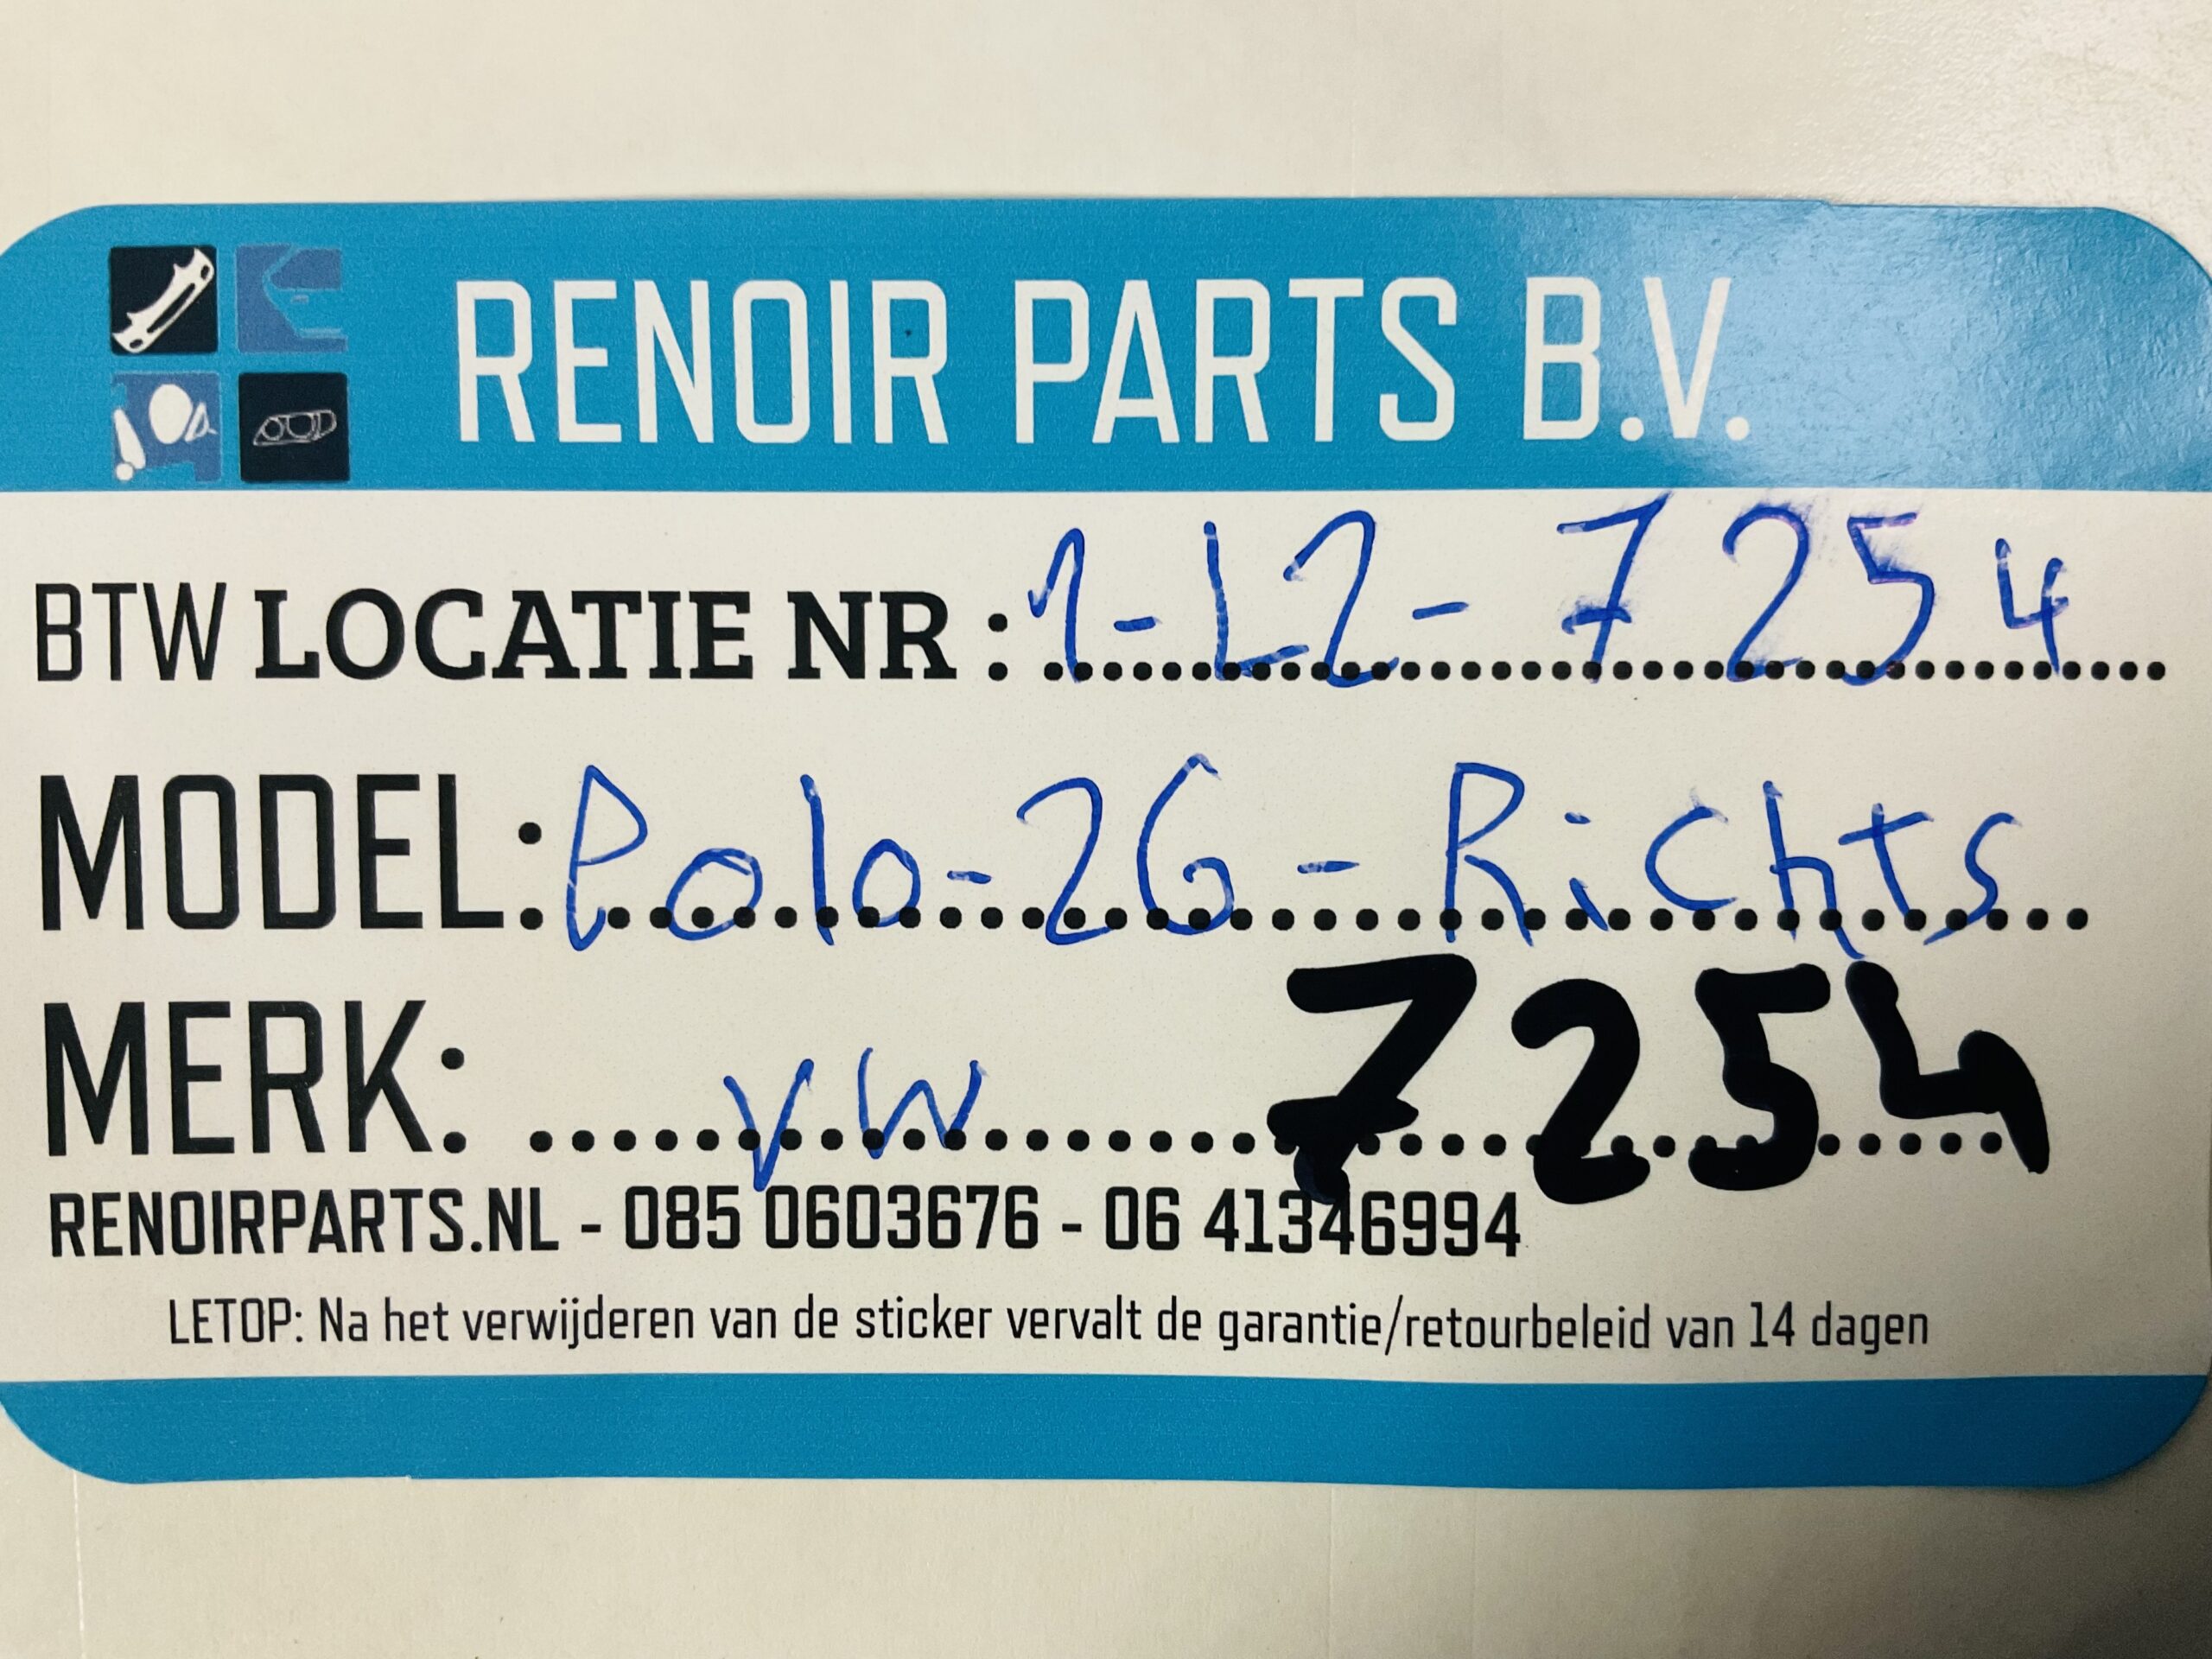 RENOIR PARTS B.V.
BTW LOCATIE NR : 1-L2-7254
MODEL: Polo-2G-Richts
MERK: VW 7254
RENOIRPARTS.NL - 085 0603676 - 06 41346994
LETOP: Na het verwijderen van de sticker vervalt de garantie/retourbeleid van 14 dagen